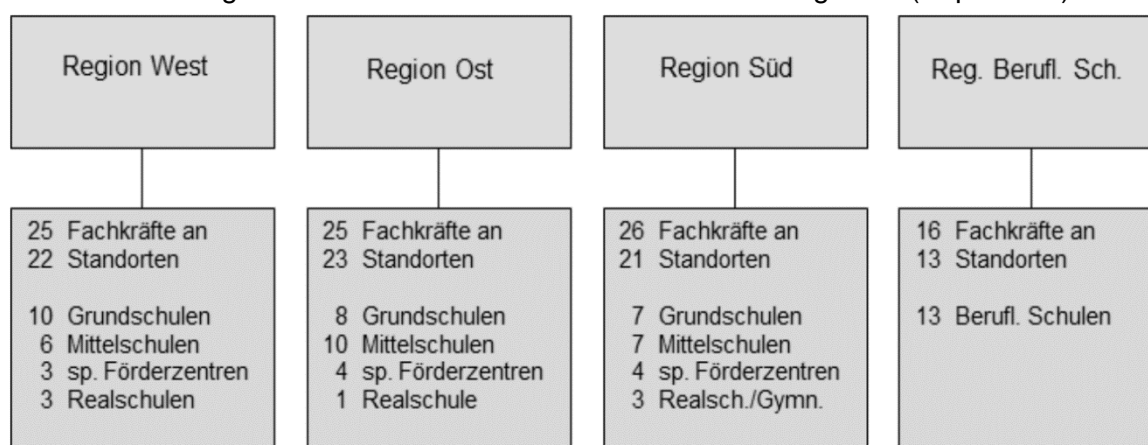 Region West
25 Fachkräfte an
22 Standorten
10 Grundschulen
6 Mittelschulen
3 sp. Förderzentren
3 Realschulen
Region Ost
25 Fachkräfte an
23 Standorten
8 Grundschulen
10 Mittelschulen
4 sp. Förderzentren
1 Realschule
Region Süd
26 Fachkräfte an
21 Standorten
7 Grundschulen
7 Mittelschulen
4 sp. Förderzentren
3 Realsch./Gymn.
Reg. Berufl. Sch.
16 Fachkräfte an
13 Standorten
13 Berufl. Schulen